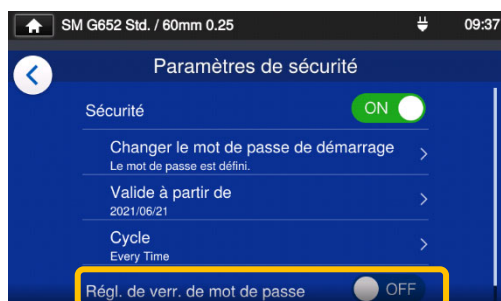 SM G652 Std. / 60mm 0.25
09:37
Paramètres de sécurité
Sécurité
ON
Changer le mot de passe de démarrage
Le mot de passe est défini.
Valide à partir de
2021/06/21
Cycle
Every Time
Régl. de verr. de mot de passe
OFF